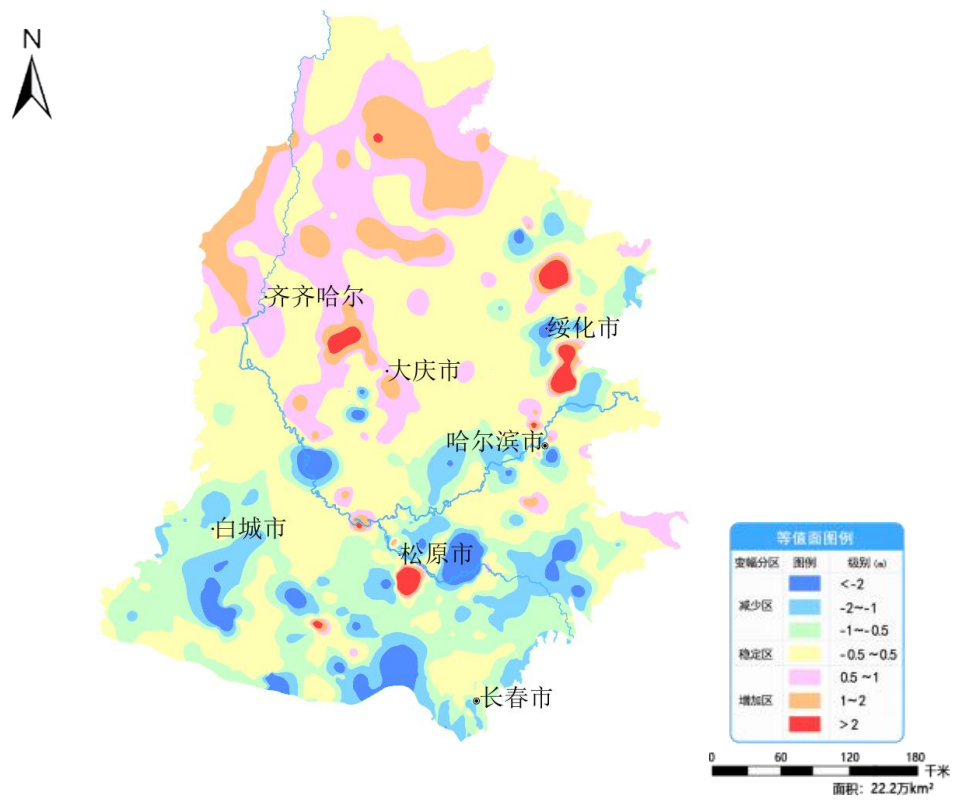 N
齐齐哈尔
绥化市
大庆市
哈尔滨市
白城市
松原市
长春市
等值面图例
变幅分区 图例 级别 (m)
减少区
<-2
-2~-1
-1~-0.5
稳定区 -0.5~0.5
增加区
0.5~1
1~2
>2
0 60 120 180 千米
面积：22.2万km²